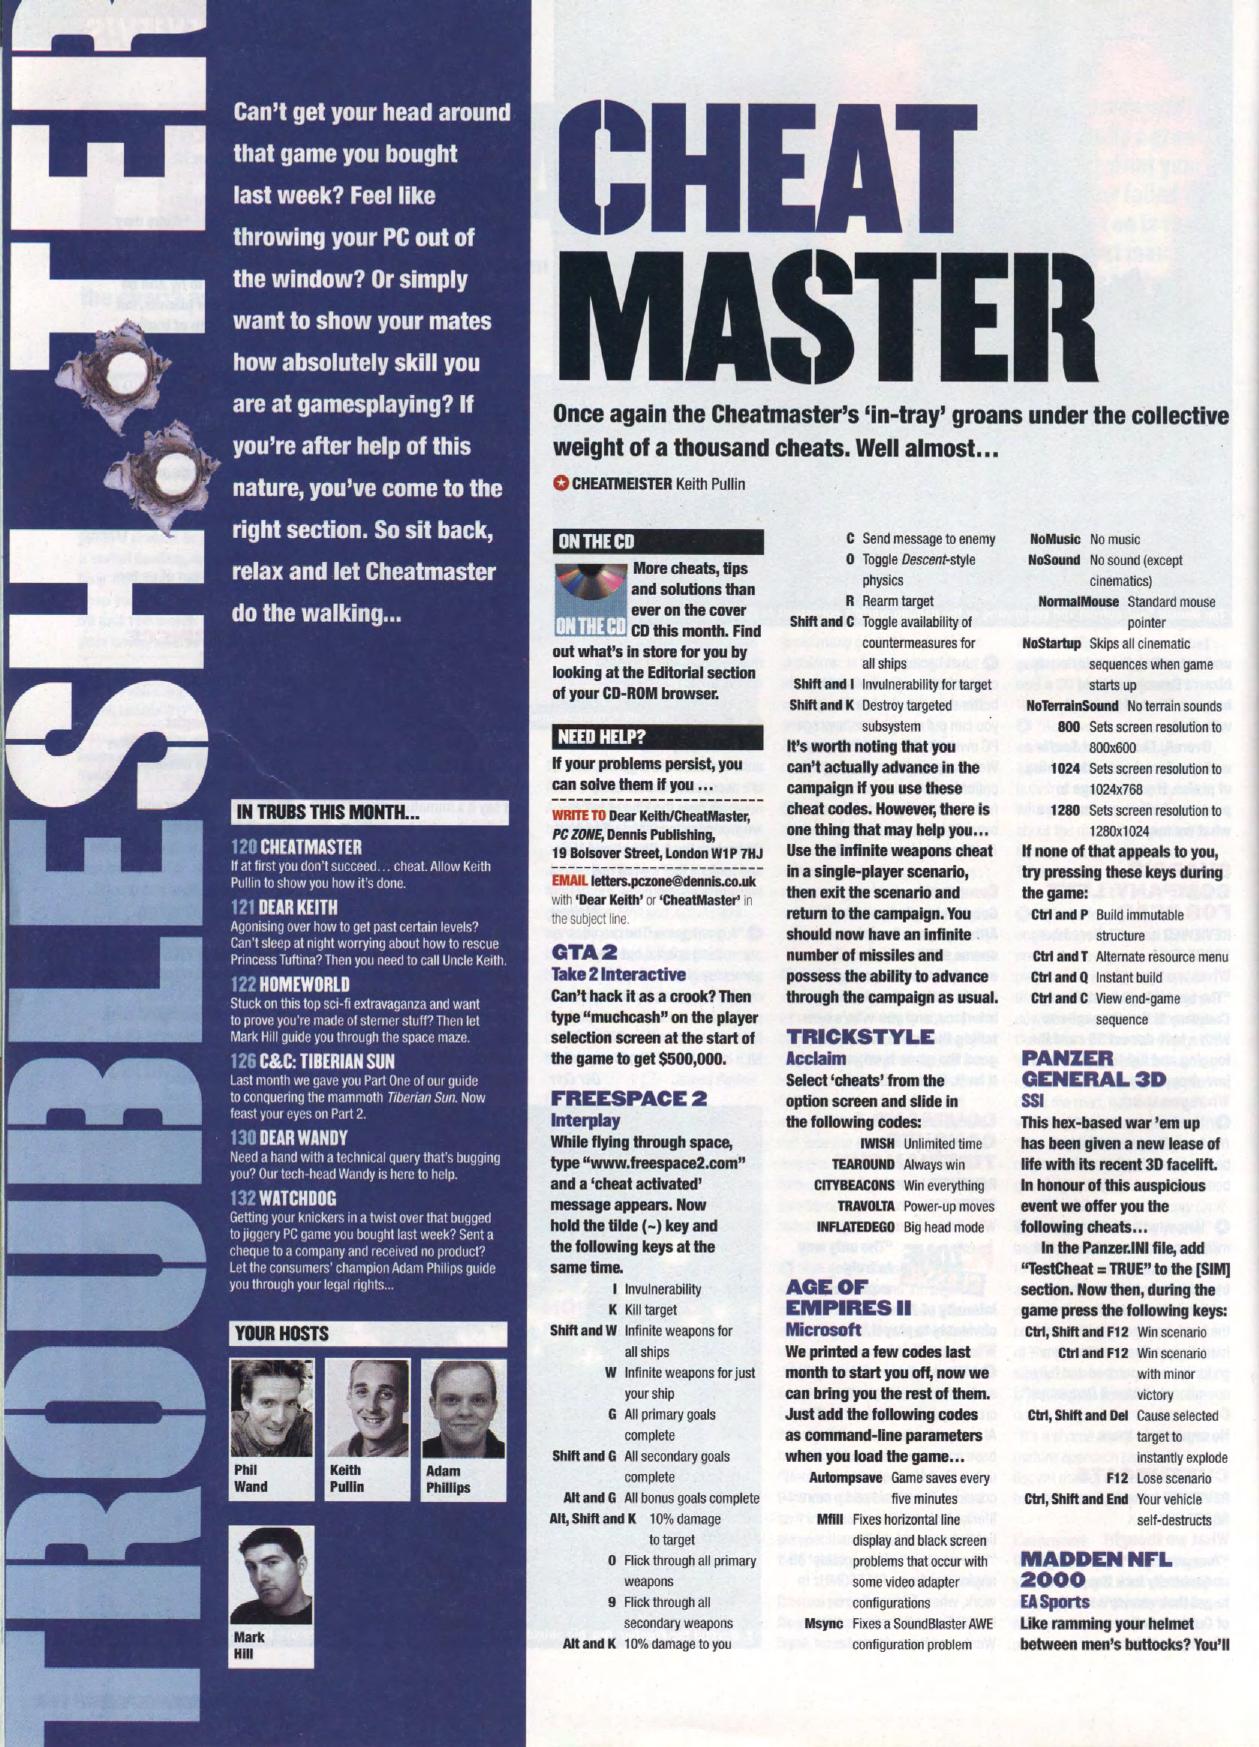 TROUBLESHOOTER
Can't get your head around
that game you bought
last week? Feel like
throwing your PC out of
the window? Or simply
want to show your mates
how absolutely skill you
are at gamesplaying? If
you're after help of this
nature, you've come to the
right section. So sit back,
relax and let Cheatmaster
do the walking...
IN TRUBS THIS MONTH...
120 CHEATMASTER
If at first you don't succeed... cheat. Allow Keith
Pullin to show you how it's done.
121 DEAR KEITH
Agonising over how to get past certain levels?
Can't sleep at night worrying about how to rescue
Princess Tuftina? Then you need to call Uncle Keith.
122 HOMEWORLD
Stuck on this top sci-fi extravaganza and want
to prove you're made of sterner stuff? Then let
Mark Hill guide you through the space maze.
126 C&C: TIBERIAN SUN
Last month we gave you Part One of our guide
to conquering the mammoth Tiberian Sun. Now
feast your eyes on Part 2.
130 DEAR WANDY
Need a hand with a technical query that's bugging
you? Our tech-head Wandy is here to help.
132 WATCHDOG
Getting your knickers in a twist over that bugged
to jiggery PC game you bought last week? Sent a
cheque to a company and received no product?
Let the consumers' champion Adam Philips guide
you through your legal rights...
YOUR HOSTS
Phil
Wand
Keith
Pullin
Adam
Phillips
Mark
Hill
CHEAT
MASTER
Once again the Cheatmaster's 'in-tray' groans under the collective
weight of a thousand cheats. Well almost...
CHEATMEISTER Keith Pullin
ON THE CD
ON THE CD
More cheats, tips
and solutions than
ever on the cover
CD this month. Find
out what's in store for you by
looking at the Editorial section
of your CD-ROM browser.
NEED HELP?
If your problems persist, you
can solve them if you ...
WRITE TO Dear Keith/CheatMaster,
PC ZONE, Dennis Publishing,
19 Bolsover Street, London W1P 7HJ
EMAIL letters.pczone@dennis.co.uk
with 'Dear Keith' or 'CheatMaster' in
the subject line.
GTA 2
Take 2 Interactive
Can't hack it as a crook? Then
type "muchcash" on the player
selection screen at the start of
the game to get $500,000.
FREESPACE 2
Interplay
While flying through space,
type "www.freespace2.com"
and a 'cheat activated'
message appears. Now
hold the tilde (~) key and
the following keys at the
same time.
I Invulnerability
K Kill target
Shift and W Infinite weapons for
all ships
W Infinite weapons for just
your ship
G All primary goals
complete
Shift and G All secondary goals
complete
Alt and G All bonus goals complete
Alt, Shift and K 10% damage
to target
0 Flick through all primary
weapons
9 Flick through all
secondary weapons
Alt and K 10% damage to you
C Send message to enemy
O Toggle Descent-style
physics
R Rearm target
Shift and C Toggle availability of
countermeasures for
all ships
Shift and I Invulnerability for target
Shift and K Destroy targeted
subsystem
It's worth noting that you
can't actually advance in the
campaign if you use these
cheat codes. However, there is
one thing that may help you...
Use the infinite weapons cheat
in a single-player scenario,
then exit the scenario and
return to the campaign. You
should now have an infinite
number of missiles and
possess the ability to advance
through the campaign as usual.
TRICKSTYLE
Acclaim
Select 'cheats' from the
option screen and slide in
the following codes:
IWISH Unlimited time
TEAROUND Always win
CITYBEACONS Win everything
TRAVOLTA Power-up moves
INFLATEDEGO Big head mode
AGE OF
EMPIRES II
Microsoft
We printed a few codes last
month to start you off, now we
can bring you the rest of them.
Just add the following codes
as command-line parameters
when you load the game...
Autompsave Game saves every
five minutes
Mfill Fixes horizontal line
display and black screen
problems that occur with
some video adapter
configurations
Msync Fixes a SoundBlaster AWE
configuration problem
NoMusic No music
NoSound No sound (except
cinematics)
NormalMouse Standard mouse
pointer
NoStartup Skips all cinematic
sequences when game
starts up
NoTerrainSound No terrain sounds
800 Sets screen resolution to
800x600
1024 Sets screen resolution to
1024x768
1280 Sets screen resolution to
1280x1024
If none of that appeals to you,
try pressing these keys during
the game:
Ctrl and P Build immutable
structure
Ctrl and T Alternate resource menu
Ctrl and Q Instant build
Ctrl and C View end-game
sequence
PANZER
GENERAL 3D
SSI
This hex-based war 'em up
has been given a new lease of
life with its recent 3D facelift.
In honour of this auspicious
event we offer you the
following cheats...
In the Panzer.INI file, add
"TestCheat = TRUE" to the [SIM]
section. Now then, during the
game press the following keys:
Ctrl, Shift and F12 Win scenario
Ctrl and F12 Win scenario
with minor
victory
Ctrl, Shift and Del Cause selected
target to
instantly explode
F12 Lose scenario
Ctrl, Shift and End Your vehicle
self-destructs
MADDEN NFL
2000
EA Sports
Like ramming your helmet
between men's buttocks? You'll